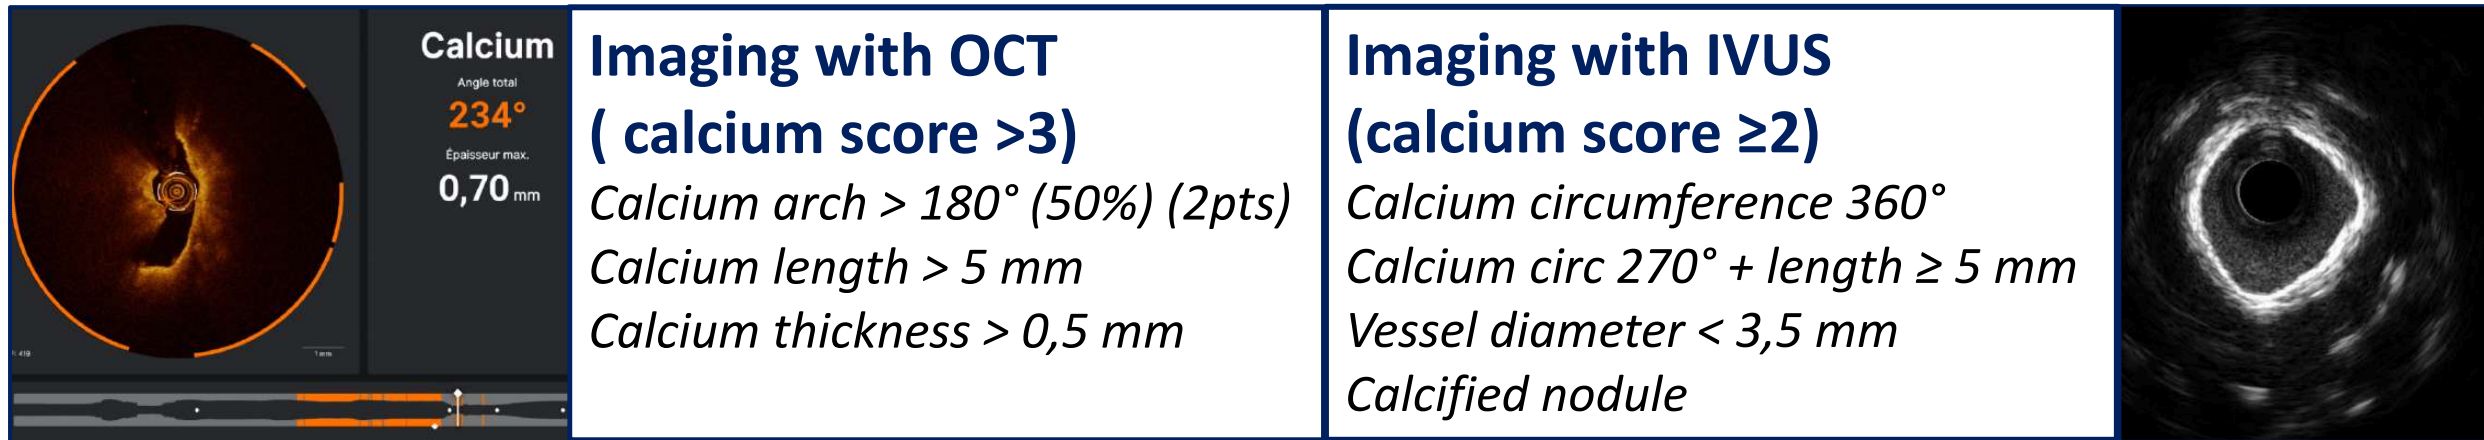 Calcium
Angle total
234°
Épaisseur max.
0,70 mm
1 mm
Imaging with OCT
( calcium score >3)
Calcium arch > 180° (50%) (2pts)
Calcium length > 5 mm
Calcium thickness > 0,5 mm
Imaging with IVUS
(calcium score ≥2)
Calcium circumference 360°
Calcium circ 270° + length ≥ 5 mm
Vessel diameter < 3,5 mm
Calcified nodule